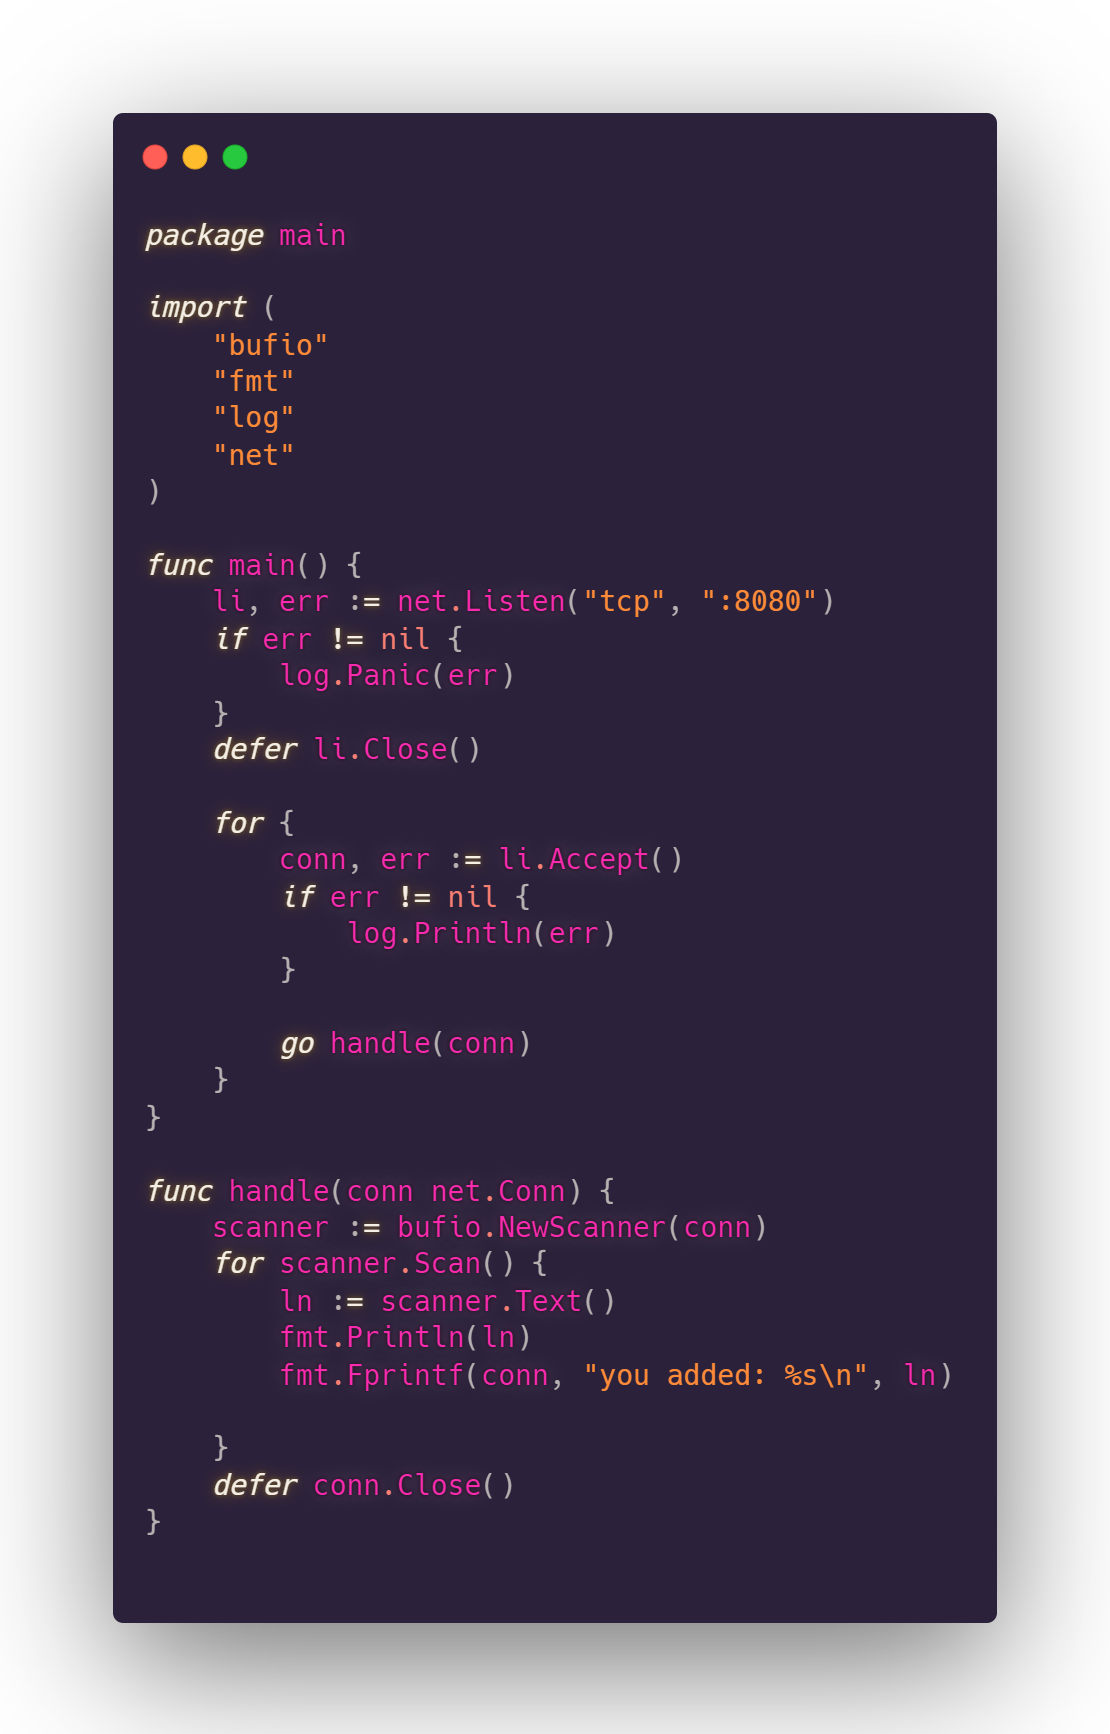 package main

import (
    "bufio"
    "fmt"
    "log"
    "net"
)

func main() {
    li, err := net.Listen("tcp", ":8080")
    if err != nil {
        log.Panic(err)
    }
    defer li.Close()

    for {
        conn, err := li.Accept()
        if err != nil {
            log.Println(err)
        }

        go handle(conn)
    }
}

func handle(conn net.Conn) {
    scanner := bufio.NewScanner(conn)
    for scanner.Scan() {
        ln := scanner.Text()
        fmt.Println(ln)
        fmt.Fprintf(conn, "you added: %s\n", ln)

    }
    defer conn.Close()
}